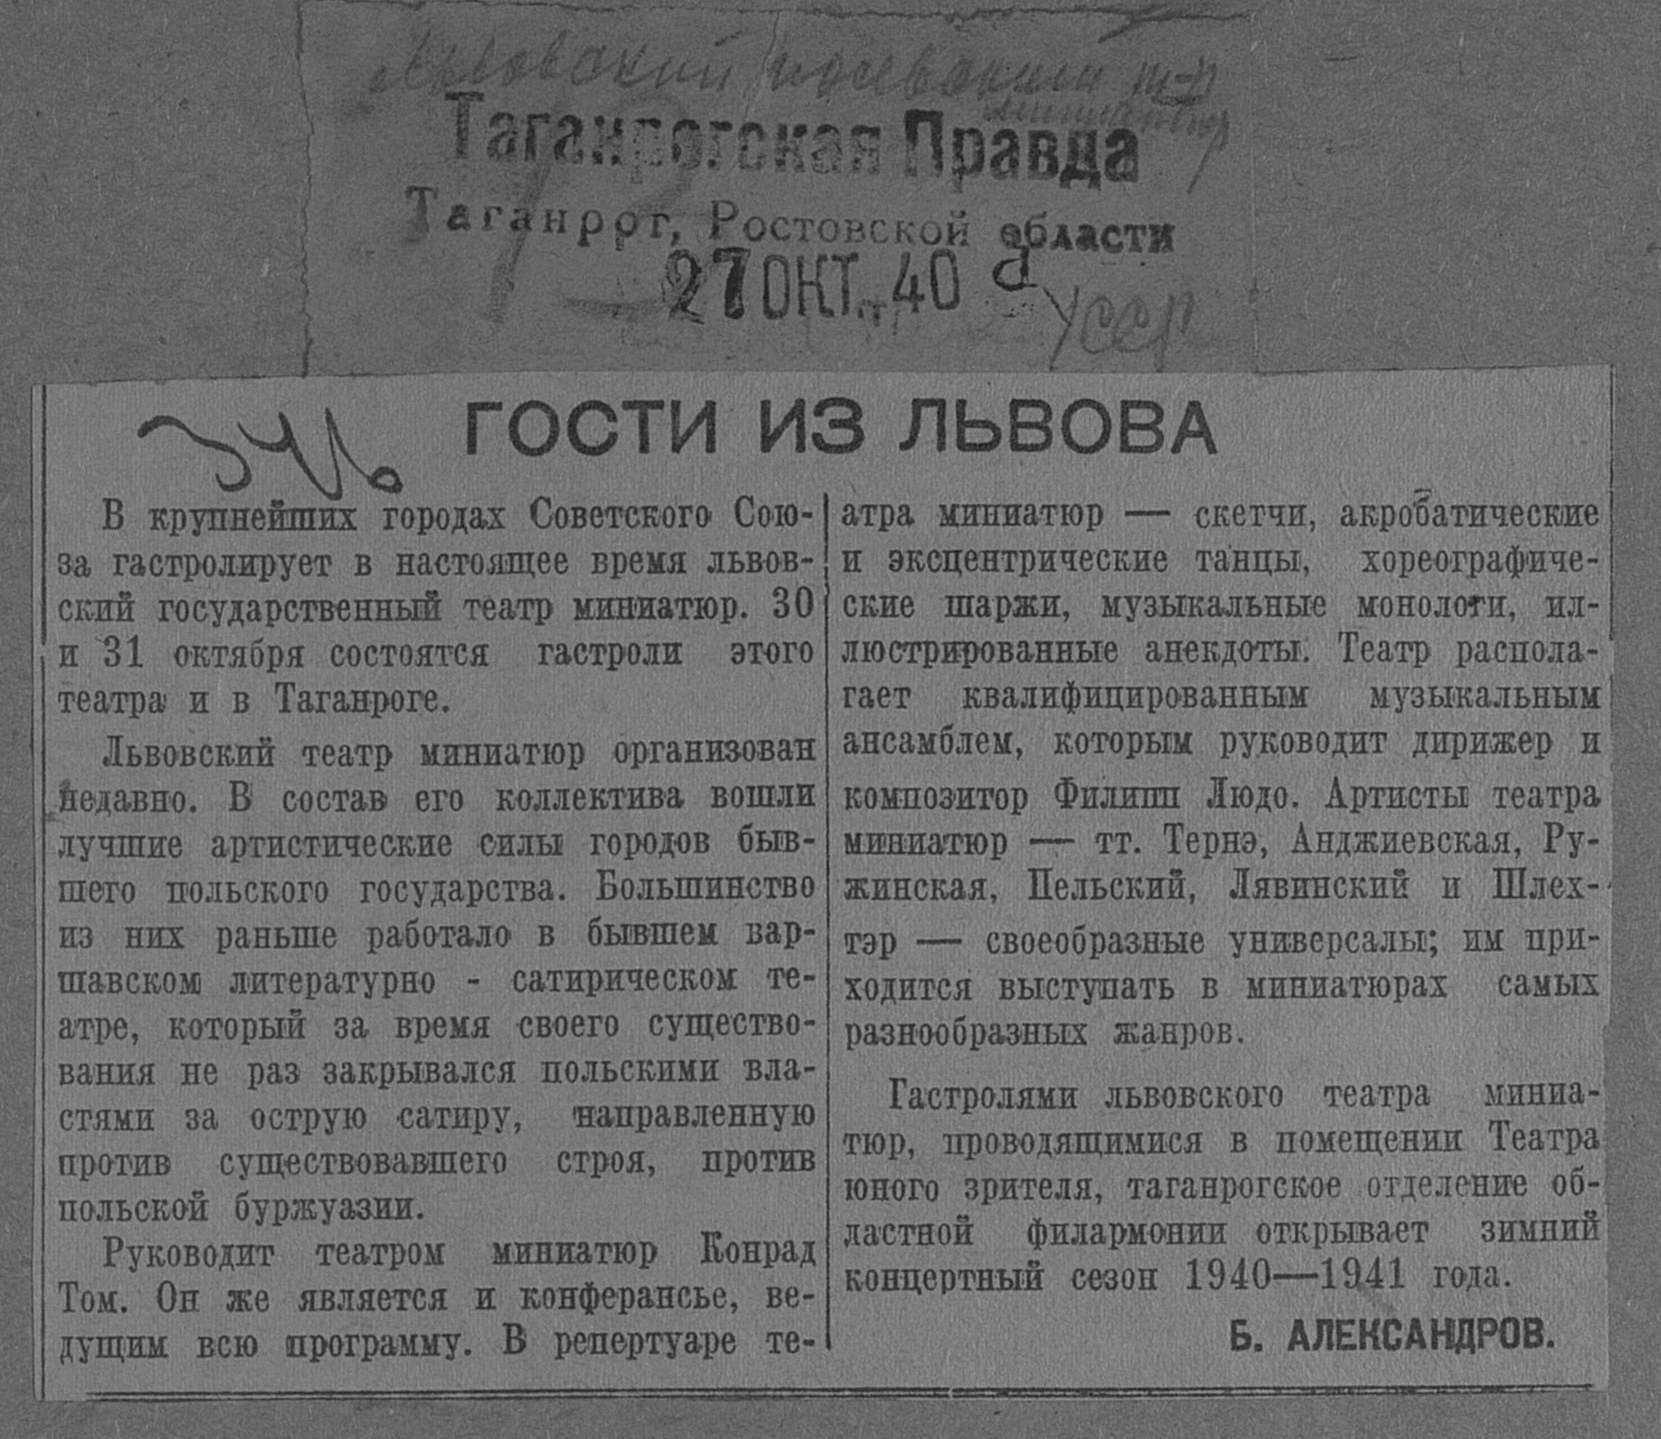 Львовский польский т-р
миниатюр
Таганрогская Правда
Таганрог, Ростовской области
27 ОКТ. 40
УССР
ГОСТИ ИЗ ЛЬВОВА
В крупнейших городах Советского Сою-
за гастролирует в настоящее время львов-
ский государственный театр миниатюр. 30
и 31 октября состоятся гастроли этого
театра и в Таганроге.
Львовский театр миниатюр организован
недавно. В состав его коллектива вошли
лучшие артистические силы городов быв-
шего польского государства. Большинство
из них раньше работало в бывшем вар-
шавском литературно - сатирическом те-
атре, который за время своего существо-
вания не раз закрывался польскими вла-
стями за острую сатиру, направленную
против существовавшего строя, против
польской буржуазии.
Руководит театром миниатюр Конрад
Том. Он же является и конферансье, ве-
дущим всю программу. В репертуаре те-
атра миниатюр — скетчи, акробатические
и эксцентрические танцы, хореографиче-
ские шаржи, музыкальные монологи, ил-
люстрированные анекдоты. Театр распола-
гает квалифицированным музыкальным
ансамблем, которым руководит дирижер и
композитор Филипп Людо. Артисты театра
миниатюр — тт. Тернэ, Анджиевская, Ру-
жинская, Пельский, Лявинский и Шлех-
тэр — своеобразные универсалы; им при-
ходится выступать в миниатюрах самых
разнообразных жанров.
Гастролями львовского театра миниа-
тюр, проводящимися в помещении Театра
юного зрителя, таганрогское отделение об-
ластной филармонии открывает зимний
концертный сезон 1940—1941 года.
Б. АЛЕКСАНДРОВ.